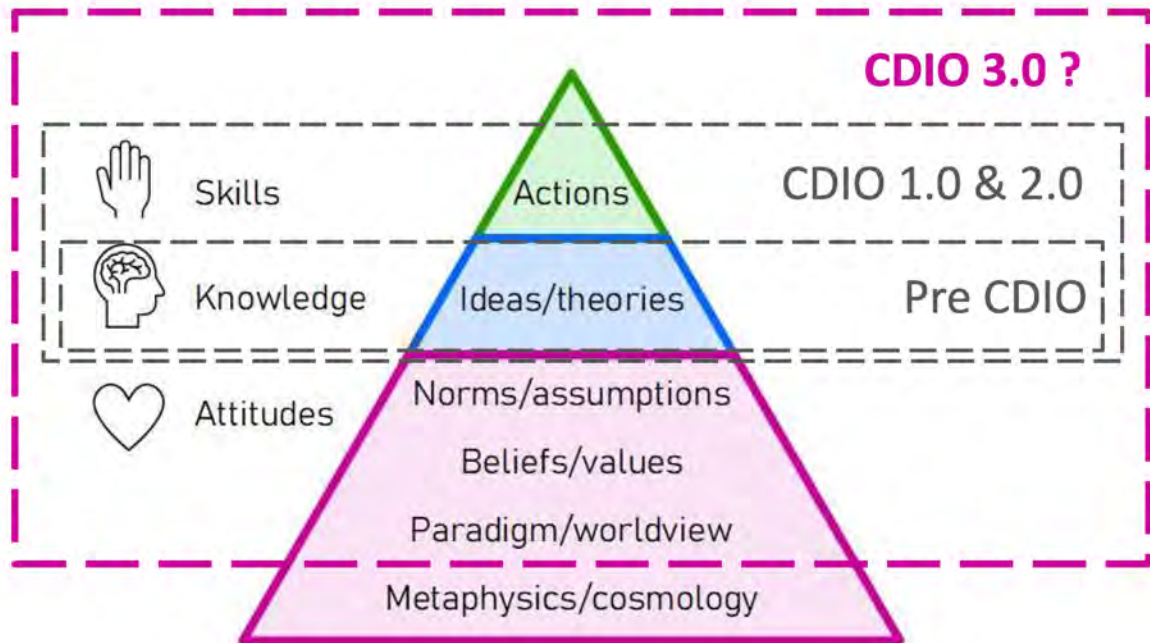 CDIO 3.0 ?
Skills
Actions
CDIO 1.0 & 2.0
Knowledge
Ideas/theories
Pre CDIO
Attitudes
Norms/assumptions
Beliefs/values
Paradigm/worldview
Metaphysics/cosmology